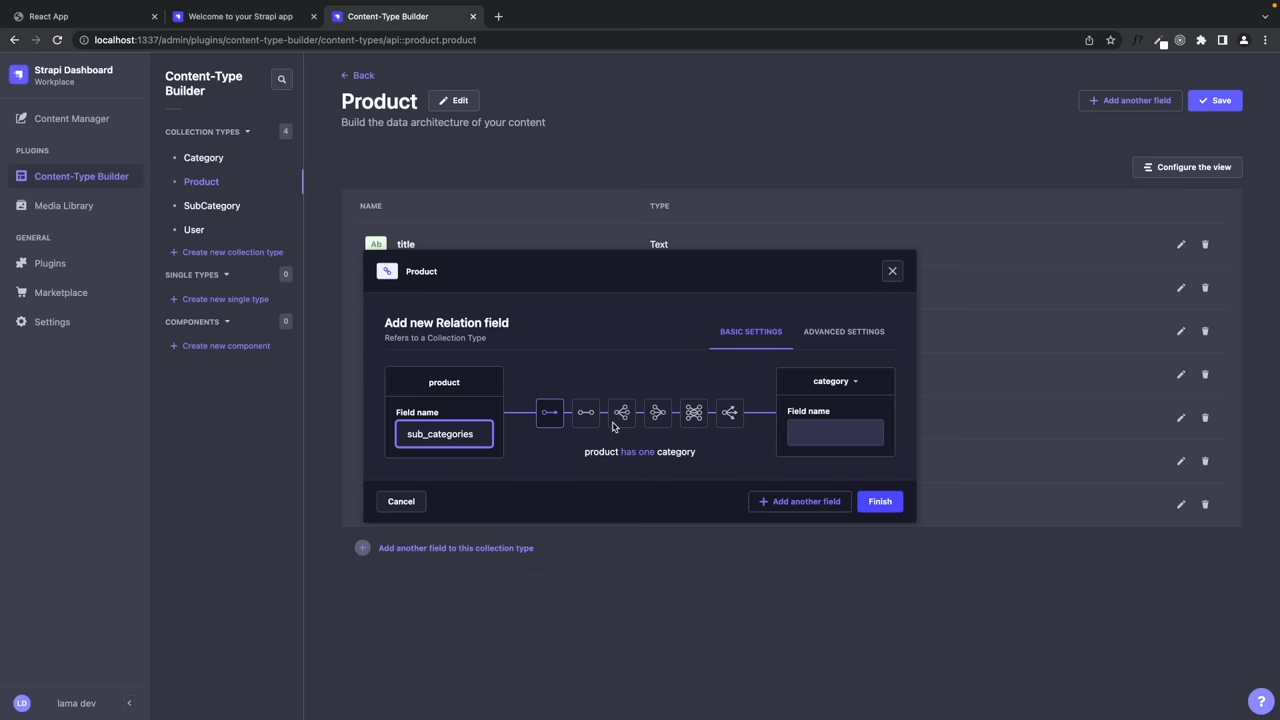 React App
Welcome to your Strapi app
Content-Type Builder
localhost:1337/admin/plugins/content-type-builder/content-types/api::product.product
Strapi Dashboard
Workplace
Content Manager
PLUGINS
Content-Type Builder
Media Library
GENERAL
Plugins
Marketplace
Settings
LD
lama dev
Content-Type
Builder
COLLECTION TYPES
4
Category
Product
SubCategory
User
Create new collection type
SINGLE TYPES
0
Create new single type
COMPONENTS
0
Create new component
Back
Product
Edit
Build the data architecture of your content
Add another field
Save
Configure the view
NAME
TYPE
Ab
title
Text
Product
Add new Relation field
Refers to a Collection Type
BASIC SETTINGS
ADVANCED SETTINGS
product
Field name
sub_categories
product has one category
category
Field name
Cancel
Add another field
Finish
Add another field to this collection type
?